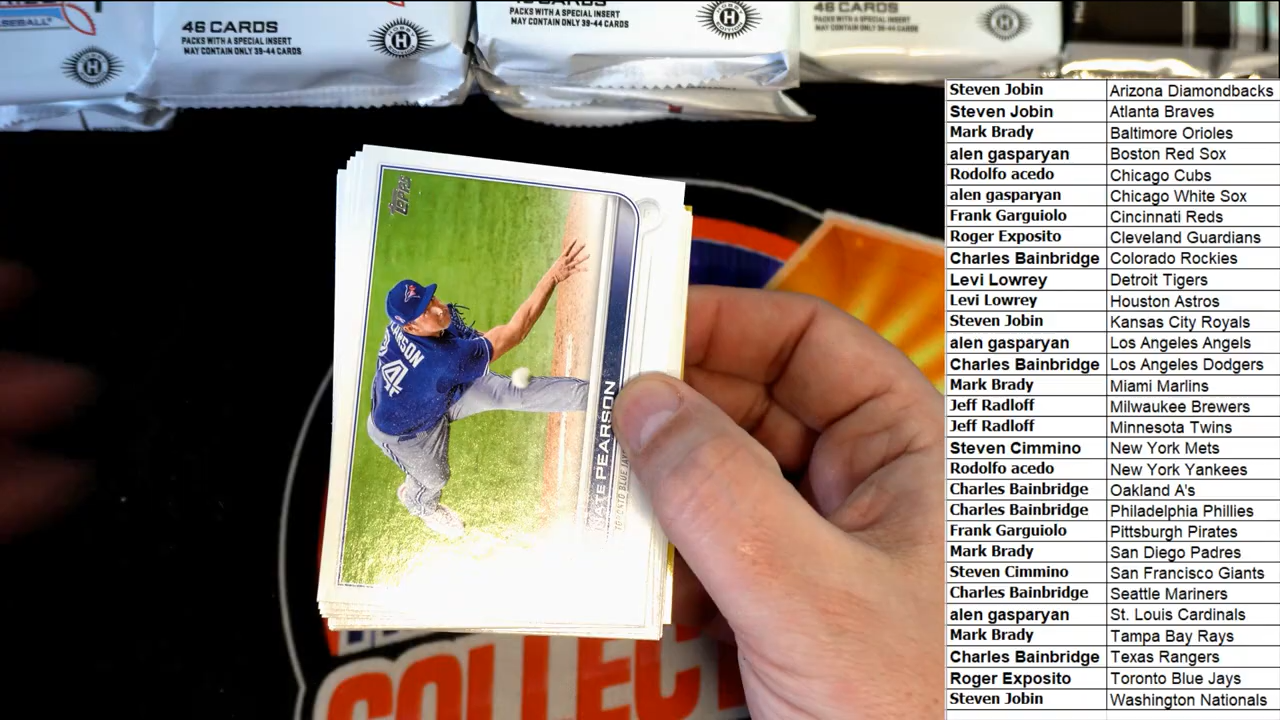 BASEBALL
46 CARDS
PACKS WITH A SPECIAL INSERT
MAY CONTAIN ONLY 39-44 CARDS
H
H
PACKS WITH A SPECIAL INSERT
MAY CONTAIN ONLY 39-44 CARDS
H
46 CARDS
PACKS WITH A SPECIAL INSERT
MAY CONTAIN ONLY 39-44 CARDS
H
Topps
PEARSON
TORONTO BLUE JAY
COLLECT
Steven Jobin Arizona Diamondbacks
Steven Jobin Atlanta Braves
Mark Brady Baltimore Orioles
alen gasparyan Boston Red Sox
Rodolfo acedo Chicago Cubs
alen gasparyan Chicago White Sox
Frank Garguiolo Cincinnati Reds
Roger Exposito Cleveland Guardians
Charles Bainbridge Colorado Rockies
Levi Lowrey Detroit Tigers
Levi Lowrey Houston Astros
Steven Jobin Kansas City Royals
alen gasparyan Los Angeles Angels
Charles Bainbridge Los Angeles Dodgers
Mark Brady Miami Marlins
Jeff Radloff Milwaukee Brewers
Jeff Radloff Minnesota Twins
Steven Cimmino New York Mets
Rodolfo acedo New York Yankees
Charles Bainbridge Oakland A's
Charles Bainbridge Philadelphia Phillies
Frank Garguiolo Pittsburgh Pirates
Mark Brady San Diego Padres
Steven Cimmino San Francisco Giants
Charles Bainbridge Seattle Mariners
alen gasparyan St. Louis Cardinals
Mark Brady Tampa Bay Rays
Charles Bainbridge Texas Rangers
Roger Exposito Toronto Blue Jays
Steven Jobin Washington Nationals